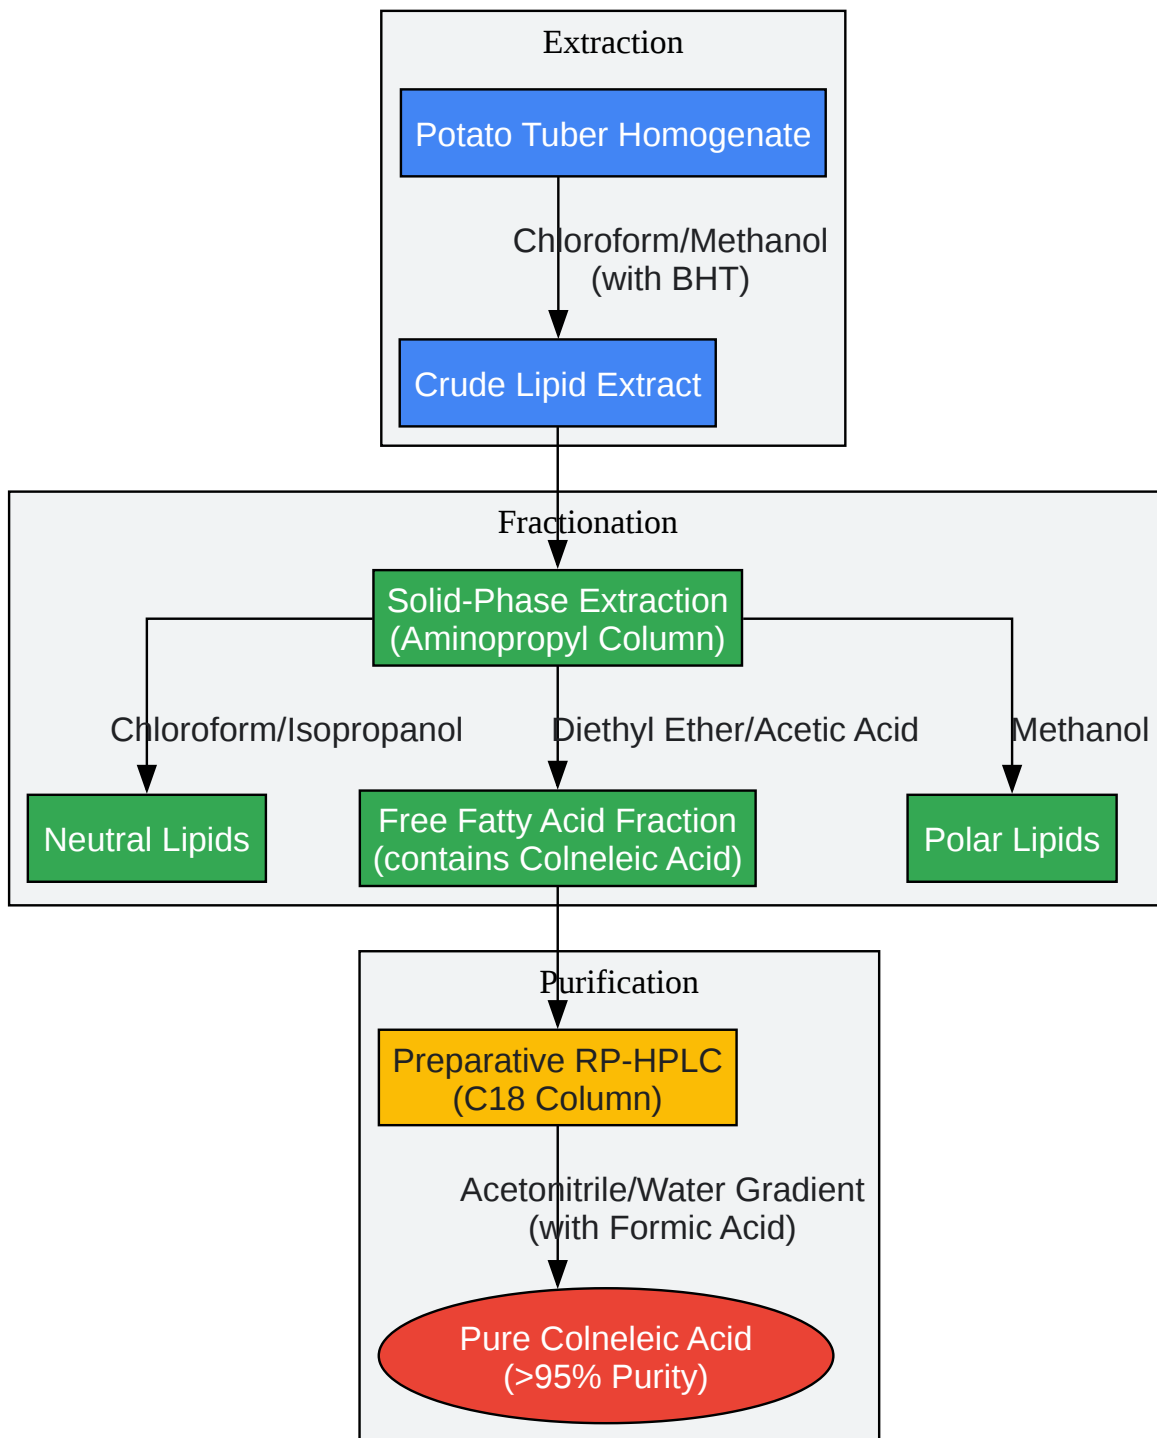 Extraction
Potato Tuber Homogenate
Chloroform/Methanol
(with BHT)
Crude Lipid Extract
Fractionation
Solid-Phase Extraction
(Aminopropyl Column)
Chloroform/Isopropanol
Diethyl Ether/Acetic Acid
Methanol
Neutral Lipids
Free Fatty Acid Fraction
(contains Colneleic Acid)
Polar Lipids
Purification
Preparative RP-HPLC
(C18 Column)
Acetonitrile/Water Gradient
(with Formic Acid)
Pure Colneleic Acid
(>95% Purity)